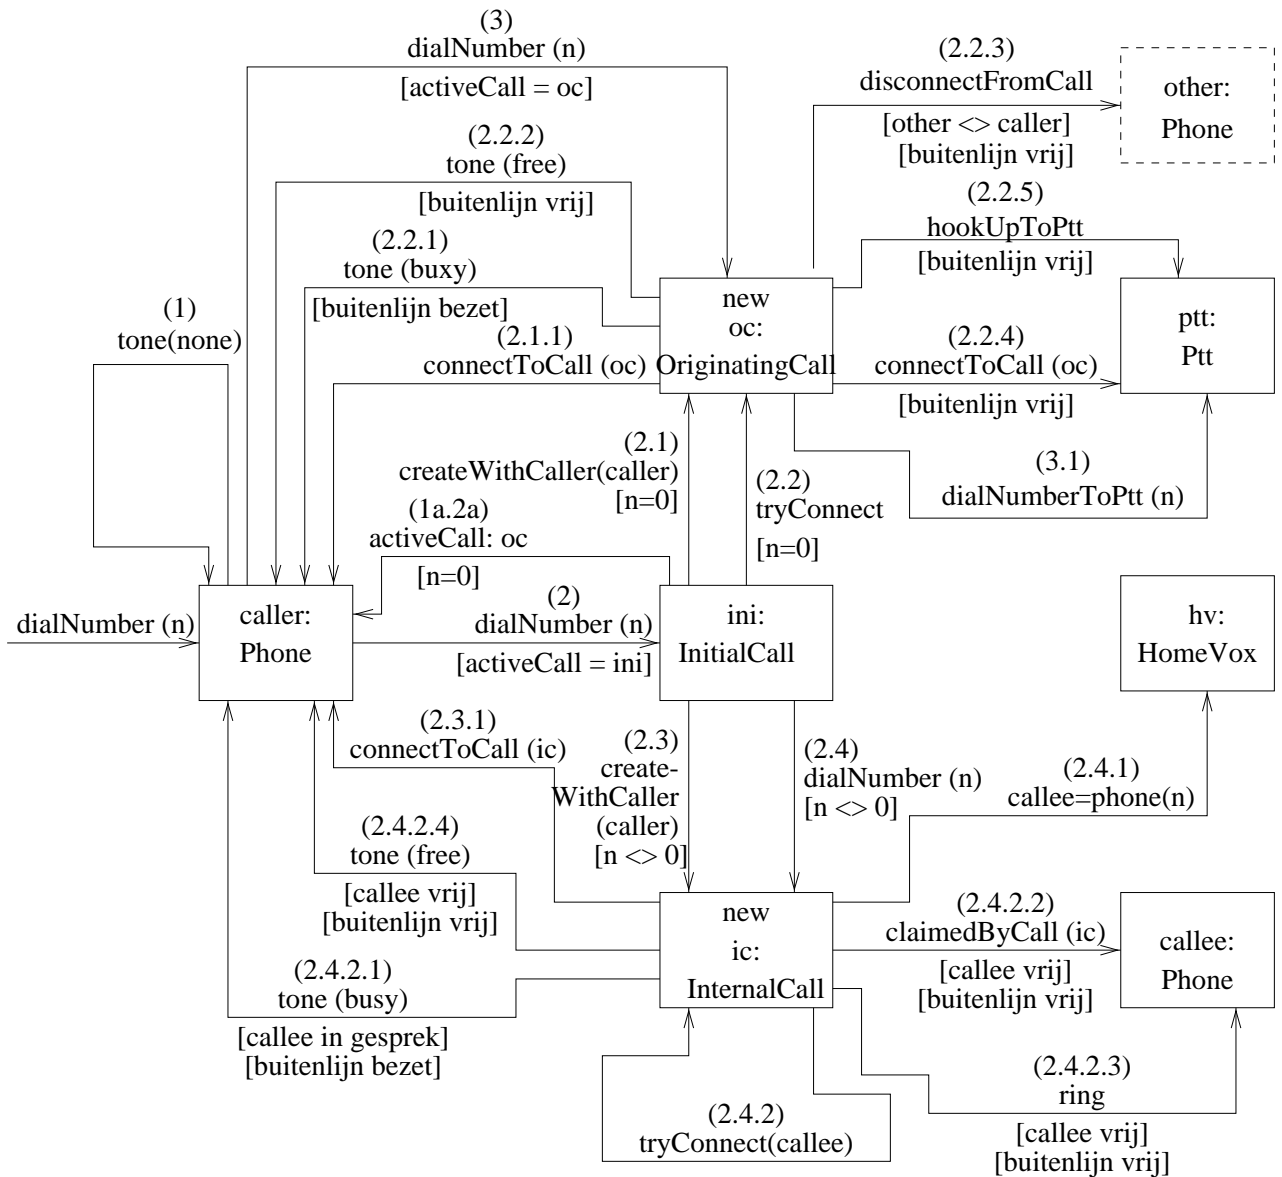 (3)
dialNumber (n)
[activeCall = oc]
(2.2.3)
disconnectFromCall
[other <> caller]
[buitenlijn vrij]
other:
Phone
(2.2.2)
tone (free)
[buitenlijn vrij]
(2.2.5)
hookUpToPtt
[buitenlijn vrij]
(2.2.1)
tone (buxy)
[buitenlijn bezet]
new
oc:
OriginatingCall
ptt:
Ptt
(1)
tone(none)
(2.1.1)
connectToCall (oc)
(2.2.4)
connectToCall (oc)
[buitenlijn vrij]
(2.1)
createWithCaller(caller)
[n=0]
(2.2)
tryConnect
[n=0]
(3.1)
dialNumberToPtt (n)
(1a.2a)
activeCall: oc
[n=0]
dialNumber (n)
caller:
Phone
(2)
dialNumber (n)
[activeCall = ini]
ini:
InitialCall
hv:
HomeVox
(2.3.1)
connectToCall (ic)
(2.3)
create-
WithCaller
(caller)
[n <> 0]
(2.4)
dialNumber (n)
[n <> 0]
(2.4.1)
callee=phone(n)
(2.4.2.4)
tone (free)
[callee vrij]
[buitenlijn vrij]
new
ic:
InternalCall
(2.4.2.2)
claimedByCall (ic)
[callee vrij]
[buitenlijn vrij]
callee:
Phone
(2.4.2.1)
tone (busy)
[callee in gesprek]
[buitenlijn bezet]
(2.4.2)
tryConnect(callee)
(2.4.2.3)
ring
[callee vrij]
[buitenlijn vrij]